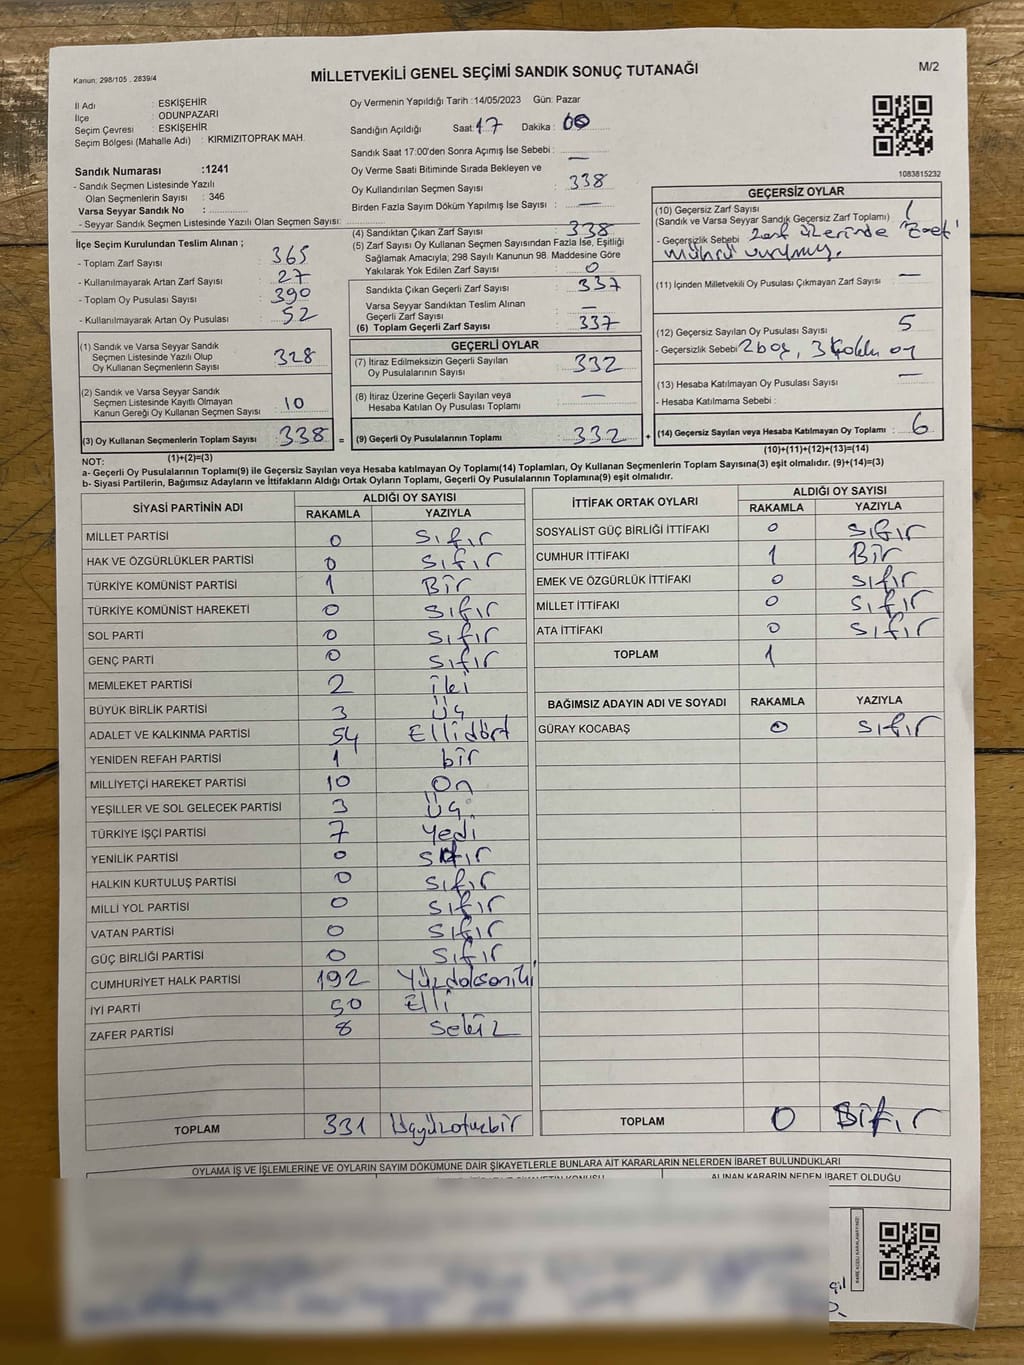 Kanun: 298/105 . 2839/4
MİLLETVEKİLİ GENEL SEÇİMİ SANDIK SONUÇ TUTANAĞI
M/2
İl Adı : ESKİŞEHİR
İlçe : ODUNPAZARI
Seçim Çevresi : ESKİŞEHİR
Seçim Bölgesi (Mahalle Adı) : KIRMIZITOPRAK MAH.
Sandık Numarası :1241
- Sandık Seçmen Listesinde Yazılı
Olan Seçmenlerin Sayısı : 346
Varsa Seyyar Sandık No :
- Seyyar Sandık Seçmen Listesinde Yazılı Olan Seçmen Sayısı:
Oy Vermenin Yapıldığı Tarih :14/05/2023 Gün: Pazar
Sandığın Açıldığı Saat: 17 Dakika : 00
Sandık Saat 17:00'den Sonra Açımış İse Sebebi : —
Oy Verme Saati Bitiminde Sırada Bekleyen ve
Oy Kullandırılan Seçmen Sayısı : 338
Birden Fazla Sayım Döküm Yapılmış İse Sayısı : —
1083815232
İlçe Seçim Kurulundan Teslim Alınan ;
- Toplam Zarf Sayısı : 365
- Kullanılmayarak Artan Zarf Sayısı : 27
- Toplam Oy Pusulası Sayısı : 390
- Kullanılmayarak Artan Oy Pusulası : 52
(4) Sandıktan Çıkan Zarf Sayısı : 338
(5) Zarf Sayısı Oy Kullanan Seçmen Sayısından Fazla İse, Eşitliği
Sağlamak Amacıyla, 298 Sayılı Kanunun 98. Maddesine Göre
Yakılarak Yok Edilen Zarf Sayısı : 0
Sandıkta Çıkan Geçerli Zarf Sayısı : 337
Varsa Seyyar Sandıktan Teslim Alınan
Geçerli Zarf Sayısı : —
(6) Toplam Geçerli Zarf Sayısı : 337
GEÇERSİZ OYLAR
(10) Geçersiz Zarf Sayısı : 1
(Sandık ve Varsa Seyyar Sandık Geçersiz Zarf Toplamı)
- Geçersizlik Sebebi : zarf üzerinde "Evet"
mührü vurulmuş.
(11) İçinden Milletvekili Oy Pusulası Çıkmayan Zarf Sayısı : —
(12) Geçersiz Sayılan Oy Pusulası Sayısı : 5
- Geçersizlik Sebebi : 2 boş, 3 çoklu oy
(13) Hesaba Katılmayan Oy Pusulası Sayısı : —
- Hesaba Katılmama Sebebi :
(14) Geçersiz Sayılan veya Hesaba Katılmayan Oy Toplamı : 6
(10)+(11)+(12)+(13)=(14)
(1) Sandık ve Varsa Seyyar Sandık
Seçmen Listesinde Yazılı Olup
Oy Kullanan Seçmenlerin Sayısı : 328
(2) Sandık ve Varsa Seyyar Sandık
Seçmen Listesinde Kayıtlı Olmayan
Kanun Gereği Oy Kullanan Seçmen Sayısı : 10
(3) Oy Kullanan Seçmenlerin Toplam Sayısı : 338 =
(1)+(2)=(3)
GEÇERLİ OYLAR
(7) İtiraz Edilmeksizin Geçerli Sayılan
Oy Pusulalarının Sayısı : 332
(8) İtiraz Üzerine Geçerli Sayılan veya
Hesaba Katılan Oy Pusulası Toplamı : —
(9) Geçerli Oy Pusulalarının Toplamı : 332 +
NOT:
a- Geçerli Oy Pusulalarının Toplamı(9) ile Geçersiz Sayılan veya Hesaba katılmayan Oy Toplamı(14) Toplamları, Oy Kullanan Seçmenlerin Toplam Sayısına(3) eşit olmalıdır. (9)+(14)=(3)
b- Siyasi Partilerin, Bağımsız Adayların ve İttifakların Aldığı Ortak Oyların Toplamı, Geçerli Oy Pusulalarının Toplamına(9) eşit olmalıdır.
SİYASİ PARTİNİN ADI ALDIĞI OY SAYISI
RAKAMLA YAZIYLA
MİLLET PARTİSİ 0 Sıfır
HAK VE ÖZGÜRLÜKLER PARTİSİ 0 Sıfır
TÜRKİYE KOMÜNİST PARTİSİ 1 Bir
TÜRKİYE KOMÜNİST HAREKETİ 0 Sıfır
SOL PARTİ 0 Sıfır
GENÇ PARTİ 0 Sıfır
MEMLEKET PARTİSİ 2 iki
BÜYÜK BİRLİK PARTİSİ 3 Üç
ADALET VE KALKINMA PARTİSİ 54 Ellidört
YENİDEN REFAH PARTİSİ 1 bir
MİLLİYETÇİ HAREKET PARTİSİ 10 On
YEŞİLLER VE SOL GELECEK PARTİSİ 3 Üç
TÜRKİYE İŞÇİ PARTİSİ 7 Yedi
YENİLİK PARTİSİ 0 Sıfır
HALKIN KURTULUŞ PARTİSİ 0 Sıfır
MİLLİ YOL PARTİSİ 0 Sıfır
VATAN PARTİSİ 0 Sıfır
GÜÇ BİRLİĞİ PARTİSİ 0 Sıfır
CUMHURİYET HALK PARTİSİ 192 Yüzdoksaniki
İYİ PARTİ 50 Elli
ZAFER PARTİSİ 8 Sekiz
TOPLAM 331 Üçyüzotuzbir
İTTİFAK ORTAK OYLARI ALDIĞI OY SAYISI
RAKAMLA YAZIYLA
SOSYALİST GÜÇ BİRLİĞİ İTTİFAKI 0 Sıfır
CUMHUR İTTİFAKI 1 Bir
EMEK VE ÖZGÜRLÜK İTTİFAKI 0 Sıfır
MİLLET İTTİFAKI 0 Sıfır
ATA İTTİFAKI 0 Sıfır
TOPLAM 1
BAĞIMSIZ ADAYIN ADI VE SOYADI RAKAMLA YAZIYLA
GÜRAY KOCABAŞ 0 Sıfır
TOPLAM 0 Sıfır
OYLAMA İŞ VE İŞLEMLERİNE VE OYLARIN SAYIM DÖKÜMÜNE DAİR ŞİKAYETLERLE BUNLARA AİT KARARLARIN NELERDEN İBARET BULUNDUKLARI
ALINAN KARARIN NEDEN İBARET OLDUĞU